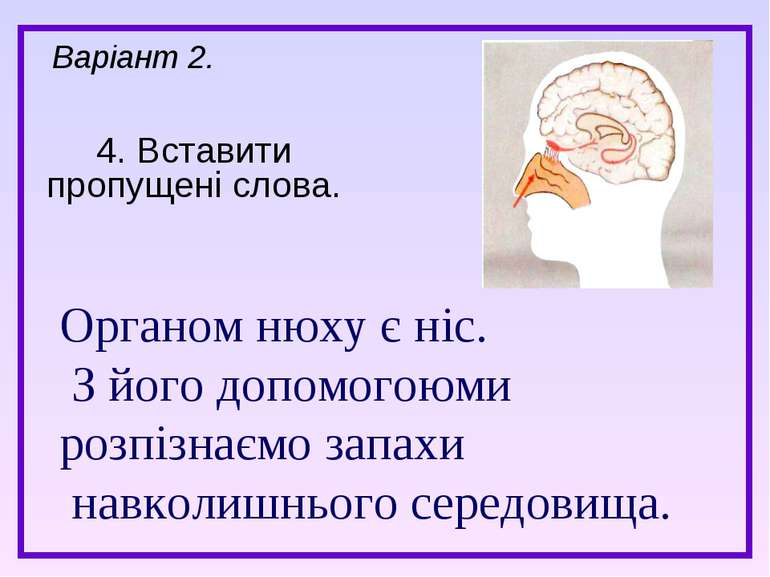 Варіант 2.
4. Вставити
пропущені слова.
Органом нюху є ніс.
З його допомогоюми
розпізнаємо запахи
навколишнього середовища.